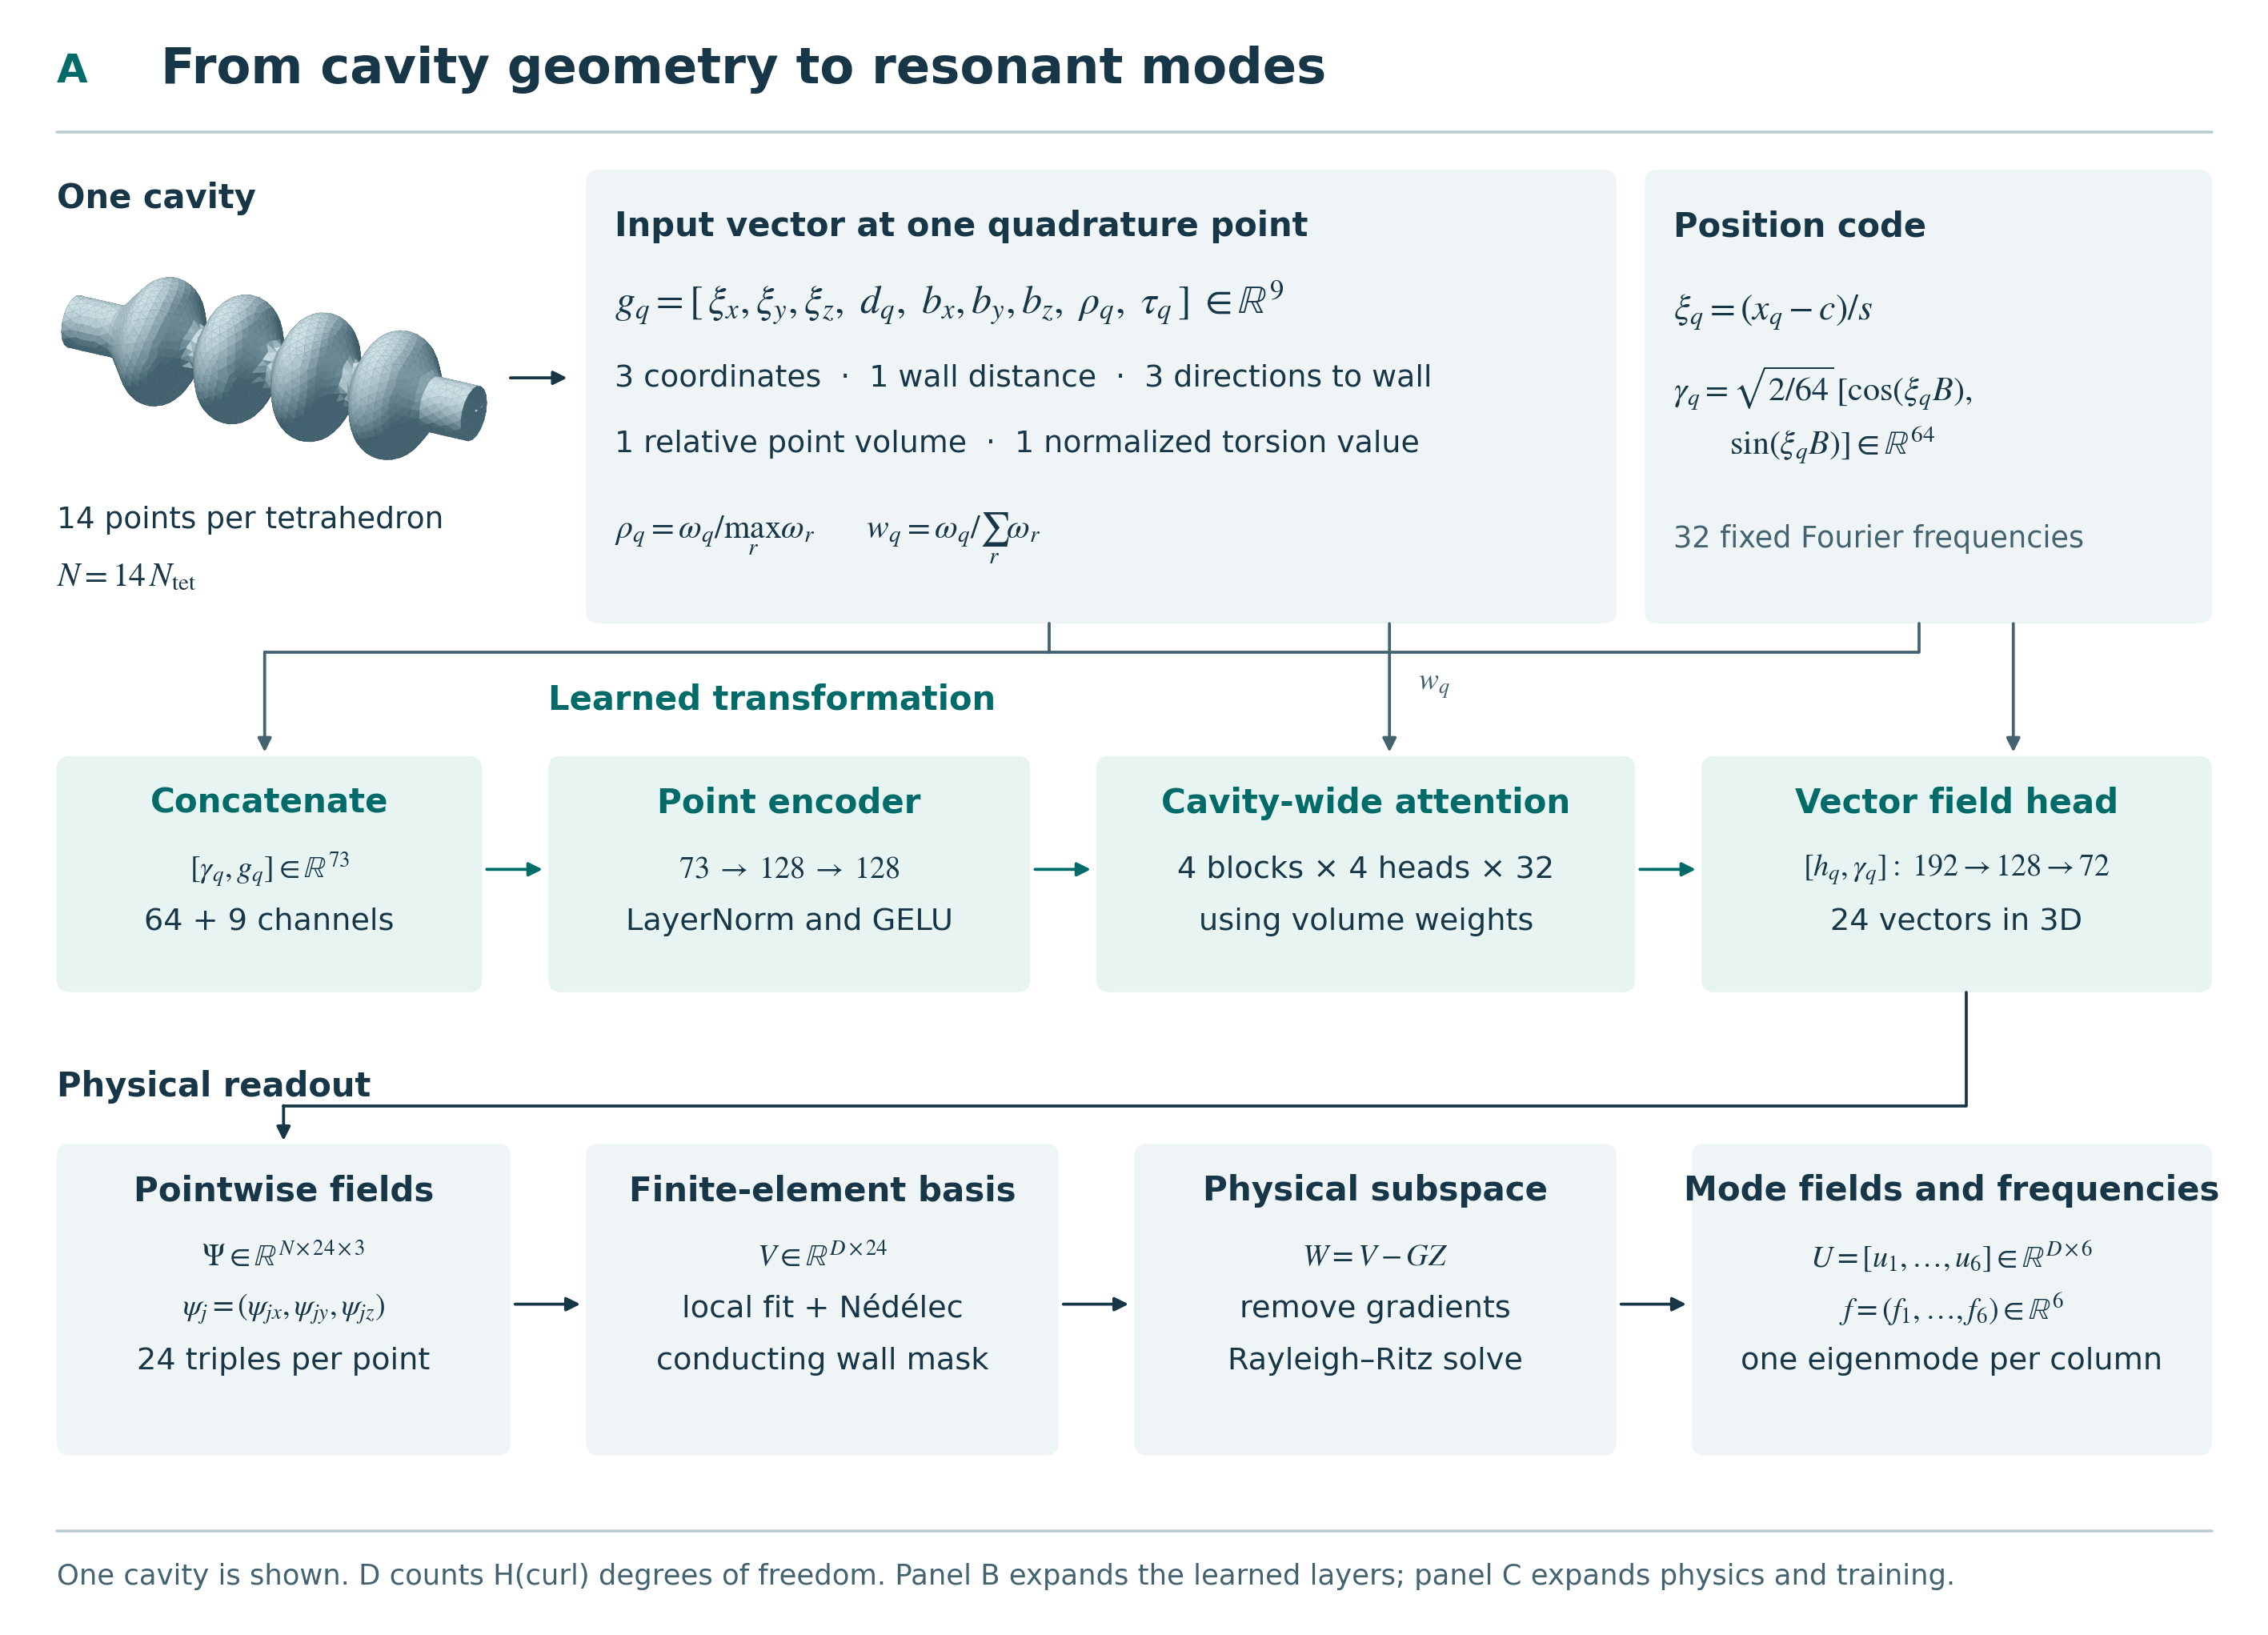 A From cavity geometry to resonant modes
One cavity
14 points per tetrahedron
N = 14 N_tet
Input vector at one quadrature point
g_q = [ ξ_x, ξ_y, ξ_z, d_q, b_x, b_y, b_z, ρ_q, τ_q ] ∈ ℝ^9
3 coordinates · 1 wall distance · 3 directions to wall
1 relative point volume · 1 normalized torsion value
ρ_q = ω_q/max_r ω_r w_q = ω_q/∑_r ω_r
Position code
ξ_q = (x_q − c)/s
γ_q = √2/64 [cos(ξ_q B),
sin(ξ_q B)] ∈ ℝ^64
32 fixed Fourier frequencies
w_q
Learned transformation
Concatenate
[γ_q, g_q] ∈ ℝ^73
64 + 9 channels
Point encoder
73 → 128 → 128
LayerNorm and GELU
Cavity-wide attention
4 blocks × 4 heads × 32
using volume weights
Vector field head
[h_q, γ_q] : 192 → 128 → 72
24 vectors in 3D
Physical readout
Pointwise fields
Ψ ∈ ℝ^{N×24×3}
ψ_j = (ψ_jx, ψ_jy, ψ_jz)
24 triples per point
Finite-element basis
V ∈ ℝ^{D×24}
local fit + Nédélec
conducting wall mask
Physical subspace
W = V − GZ
remove gradients
Rayleigh–Ritz solve
Mode fields and frequencies
U = [u_1, …, u_6] ∈ ℝ^{D×6}
f = (f_1, …, f_6) ∈ ℝ^6
one eigenmode per column
One cavity is shown. D counts H(curl) degrees of freedom. Panel B expands the learned layers; panel C expands physics and training.